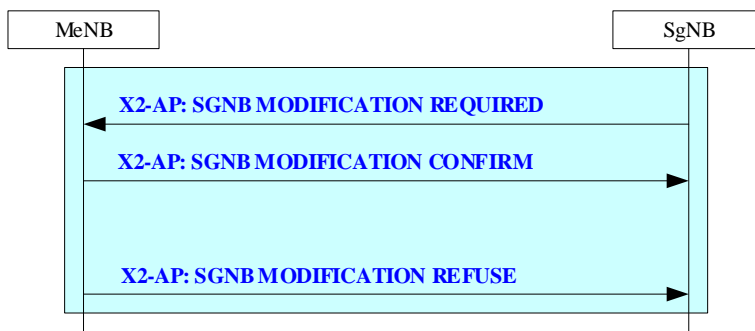 MeNB
SgNB
X2-AP: SGNB MODIFICATION REQUIRED
X2-AP: SGNB MODIFICATION CONFIRM
X2-AP: SGNB MODIFICATION REFUSE